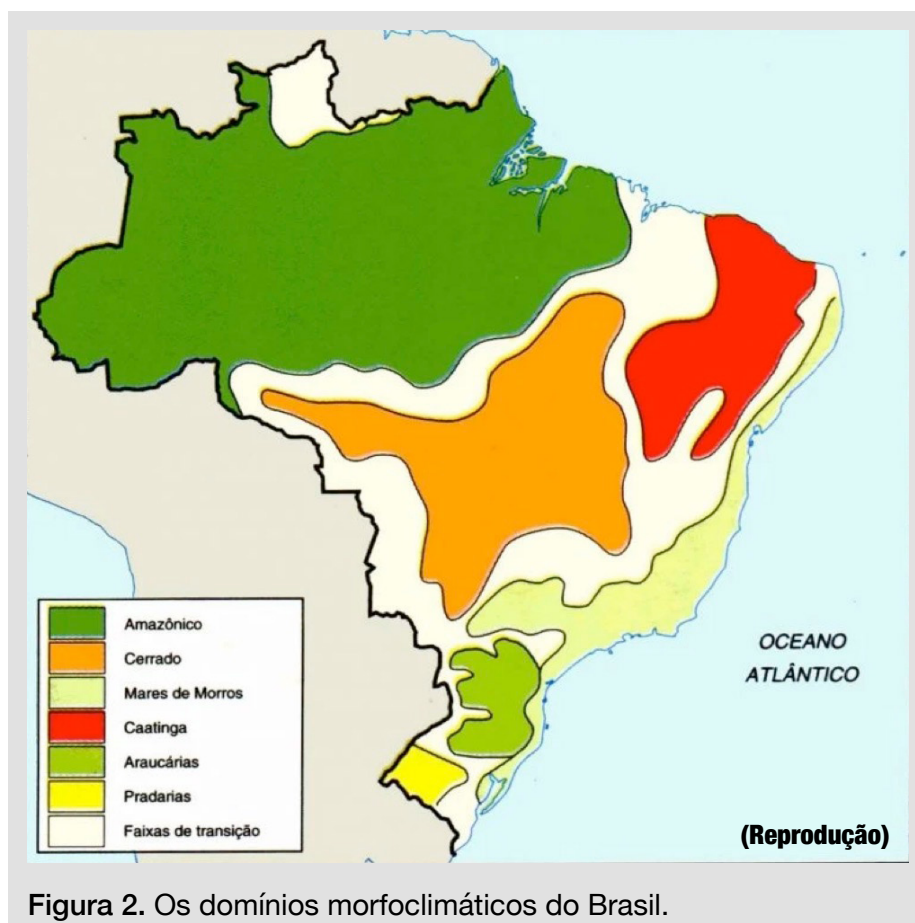 OCEANO
ATLÂNTICO
Amazônico
Cerrado
Mares de Morros
Caatinga
Araucárias
Pradarias
Faixas de transição
(Reprodução)
Figura 2. Os domínios morfoclimáticos do Brasil.